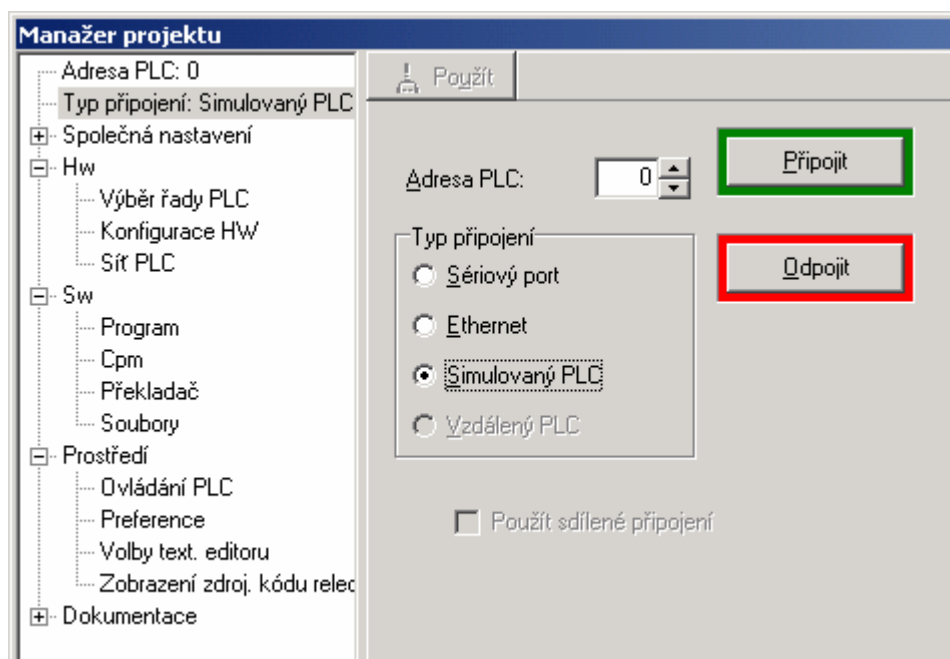 Manažer projektu
Adresa PLC: 0
Typ připojení: Simulovaný PLC
Společná nastavení
Hw
Výběr řady PLC
Konfigurace HW
Síť PLC
Sw
Program
Cpm
Překladač
Soubory
Prostředí
Ovládání PLC
Preference
Volby text. editoru
Zobrazení zdroj. kódu relec
Dokumentace
Použít
Adresa PLC: 0
Připojit
Typ připojení
Odpojit
Sériový port
Ethernet
Simulovaný PLC
Vzdálený PLC
Použít sdílené připojení